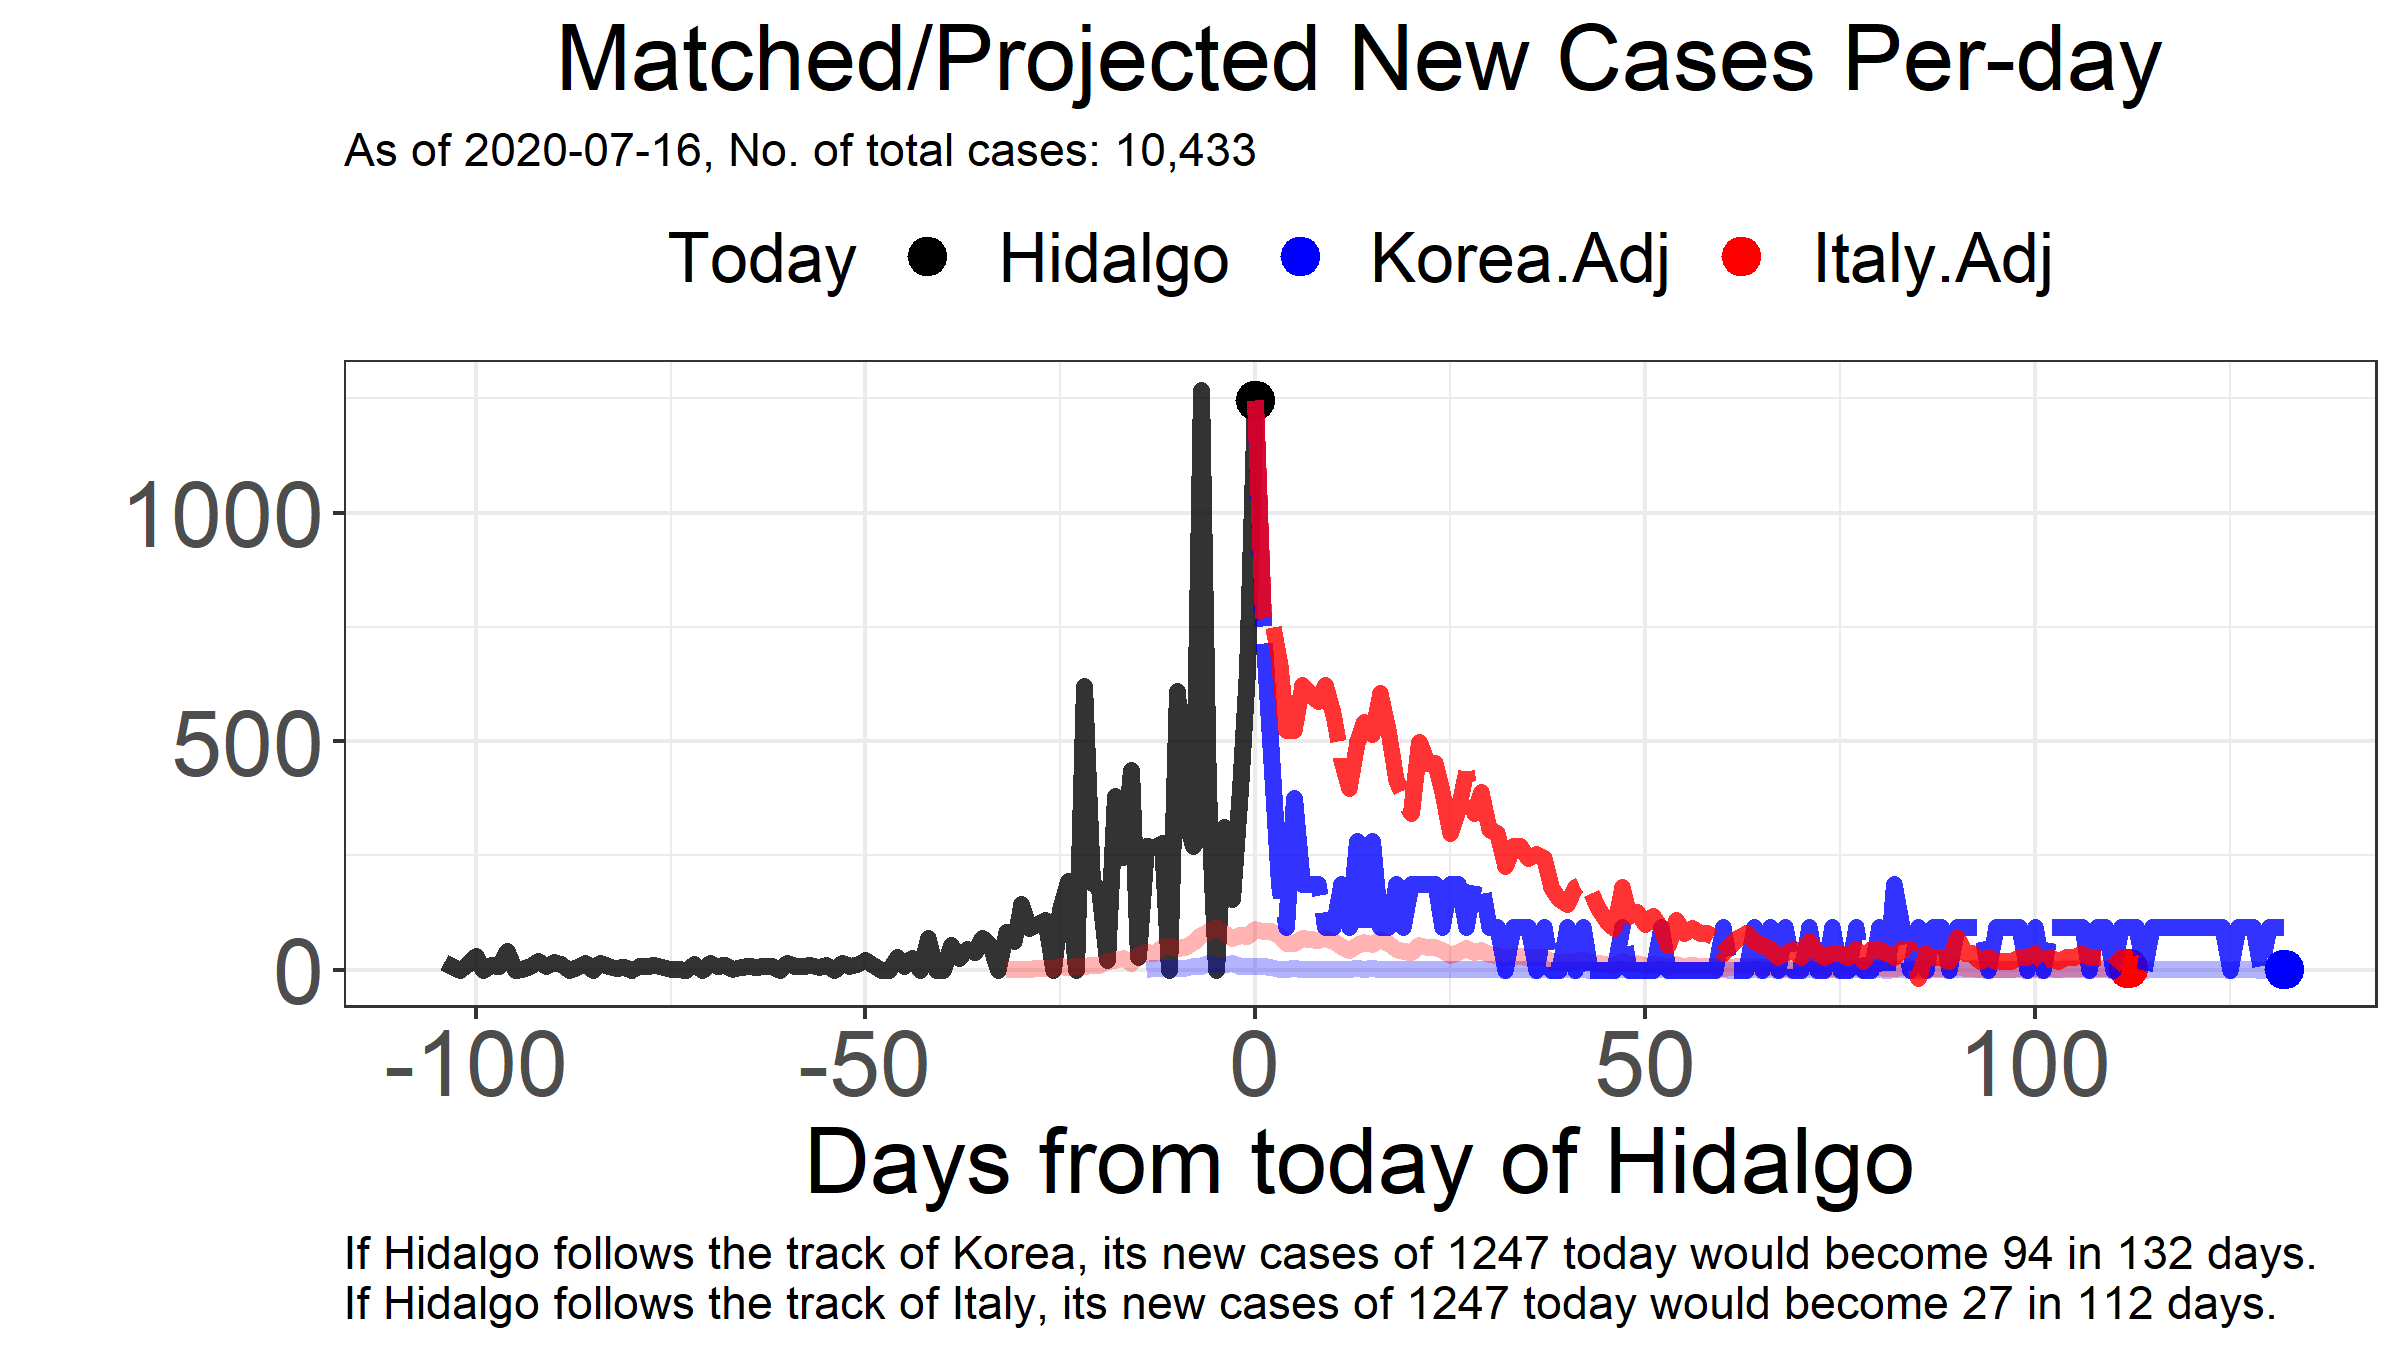 Matched/Projected New Cases Per-day
As of 2020-07-16, No. of total cases: 10,433
Today Hidalgo Korea.Adj Italy.Adj
1000
500
0
-100 -50 0 50 100
Days from today of Hidalgo
If Hidalgo follows the track of Korea, its new cases of 1247 today would become 94 in 132 days.
If Hidalgo follows the track of Italy, its new cases of 1247 today would become 27 in 112 days.